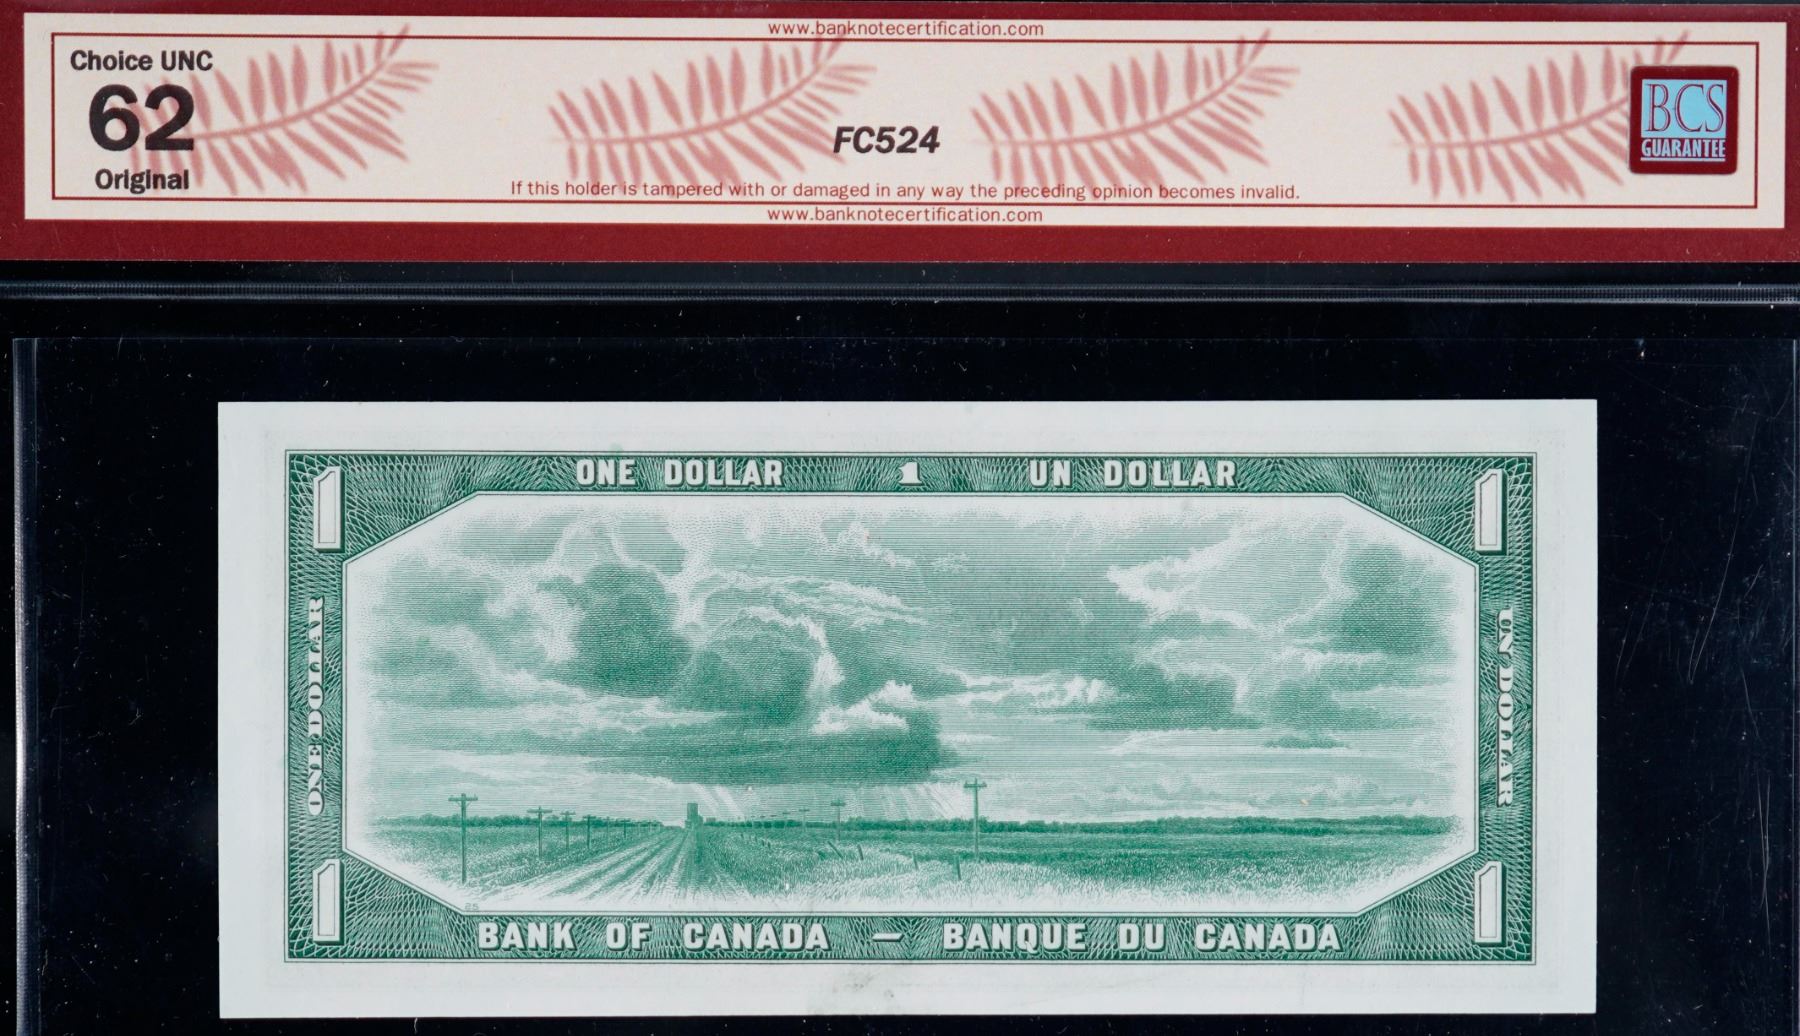 www.banknotecertification.com
Choice UNC
62
Original
FC524
BCS
GUARANTEE
If this holder is tampered with or damaged in any way the preceding opinion becomes invalid.
www.banknotecertification.com
1 ONE DOLLAR 1 UN DOLLAR 1
ONE DOLLAR
UN DOLLAR
25
1 BANK OF CANADA — BANQUE DU CANADA 1